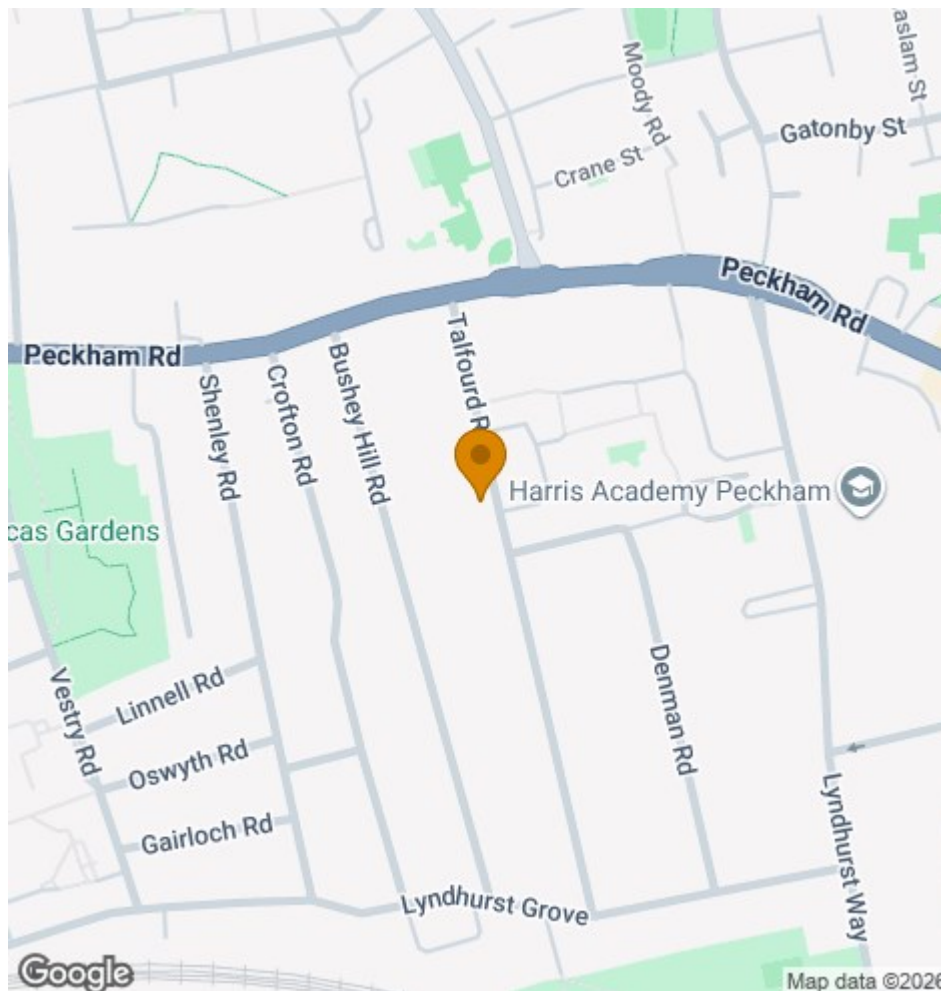 aslam St
Moody Rd
Gatonby St
Crane St
Peckham Rd
Peckham Rd
Talfourd R
Shenley Rd
Crofton Rd
Bushey Hill Rd
Harris Academy Peckham
cas Gardens
Vestry Rd
Linnell Rd
Denman Rd
Oswyth Rd
Gairloch Rd
Lyndhurst Way
Lyndhurst Grove
Google
Map data ©2026